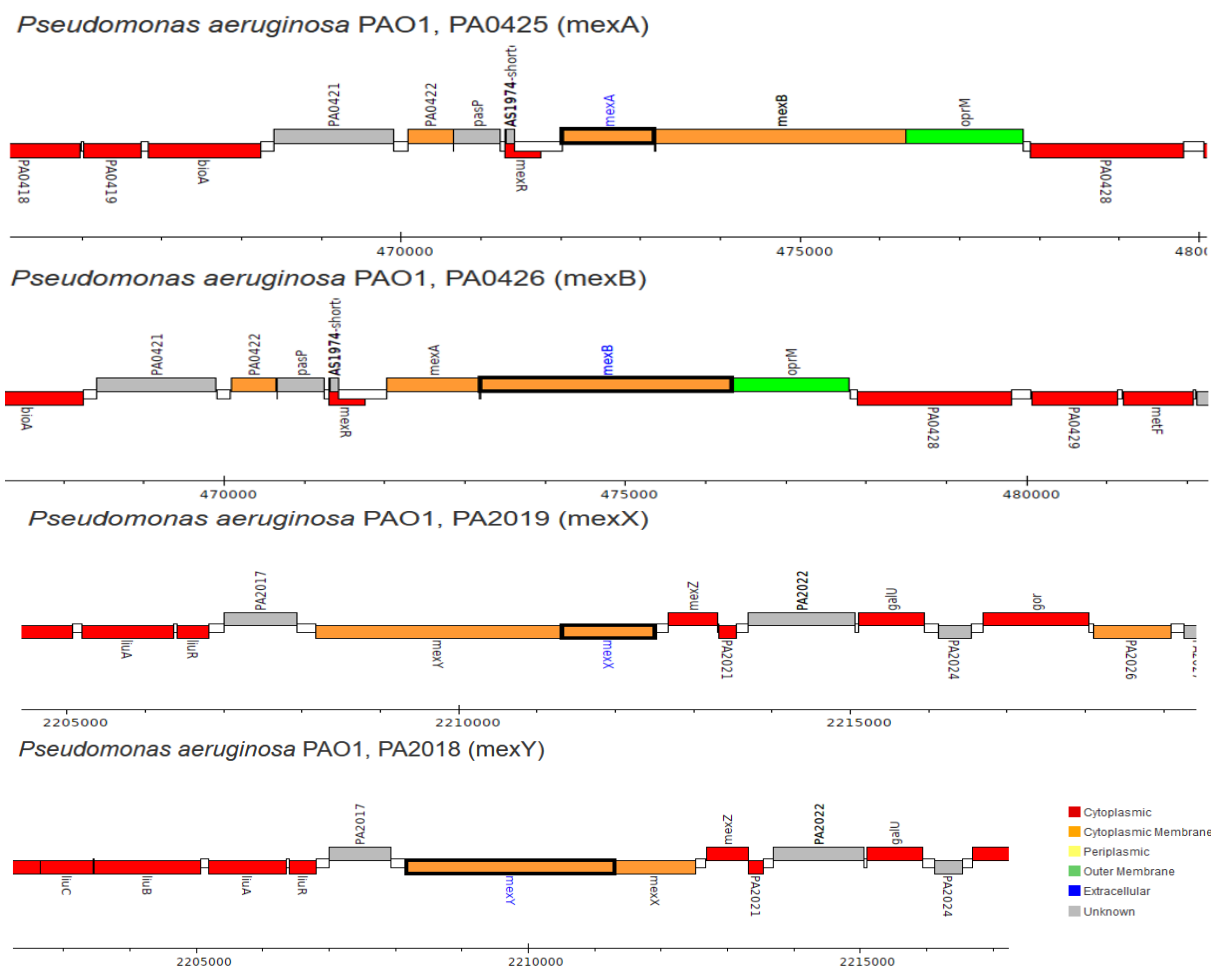 Pseudomonas aeruginosa PAO1, PA0425 (mexA)
PA0421
PA0422
pasP
AS1974-short
mexA
mexB
oprM
PA0418
PA0419
bioA
mexR
PA0428
470000
475000
Pseudomonas aeruginosa PAO1, PA0426 (mexB)
PA0421
PA0422
pasP
AS1974-short
mexA
mexB
oprM
bioA
mexR
PA0428
PA0429
metF
470000
475000
480000
Pseudomonas aeruginosa PAO1, PA2019 (mexX)
PA2017
mexZ
PA2022
galU
gor
liuA
liuR
mexY
mexX
PA2021
PA2024
PA2026
2205000
2210000
2215000
Pseudomonas aeruginosa PAO1, PA2018 (mexY)
PA2017
mexZ
PA2022
galU
liuC
liuB
liuA
liuR
mexY
mexX
PA2021
PA2024
2205000
2210000
2215000
Cytoplasmic
Cytoplasmic Membrane
Periplasmic
Outer Membrane
Extracellular
Unknown